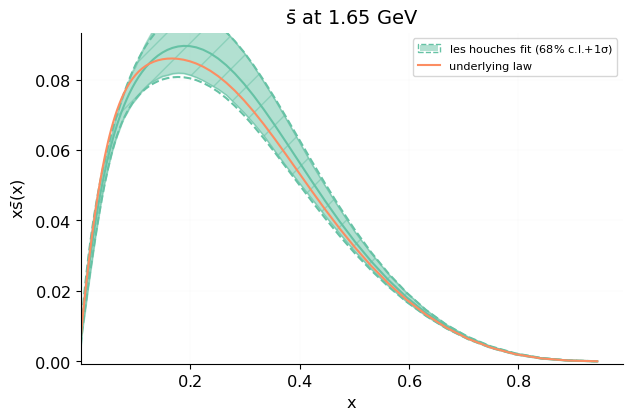 s̄ at 1.65 GeV
les houches fit (68% c.l.+1σ)
underlying law
xs̄(x)
0.08
0.06
0.04
0.02
0.00
0.2 0.4 0.6 0.8
x